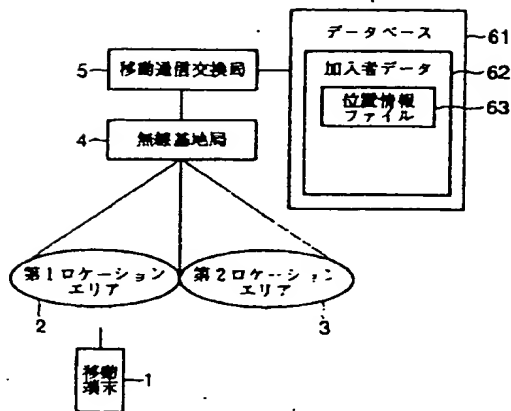 データベース
61
5
移動通信交換局
加入者データ
62
位置情報
ファイル
63
4
無線基地局
第1ロケーション
エリア
第2ロケーション
エリア
2
3
移動
端末
1